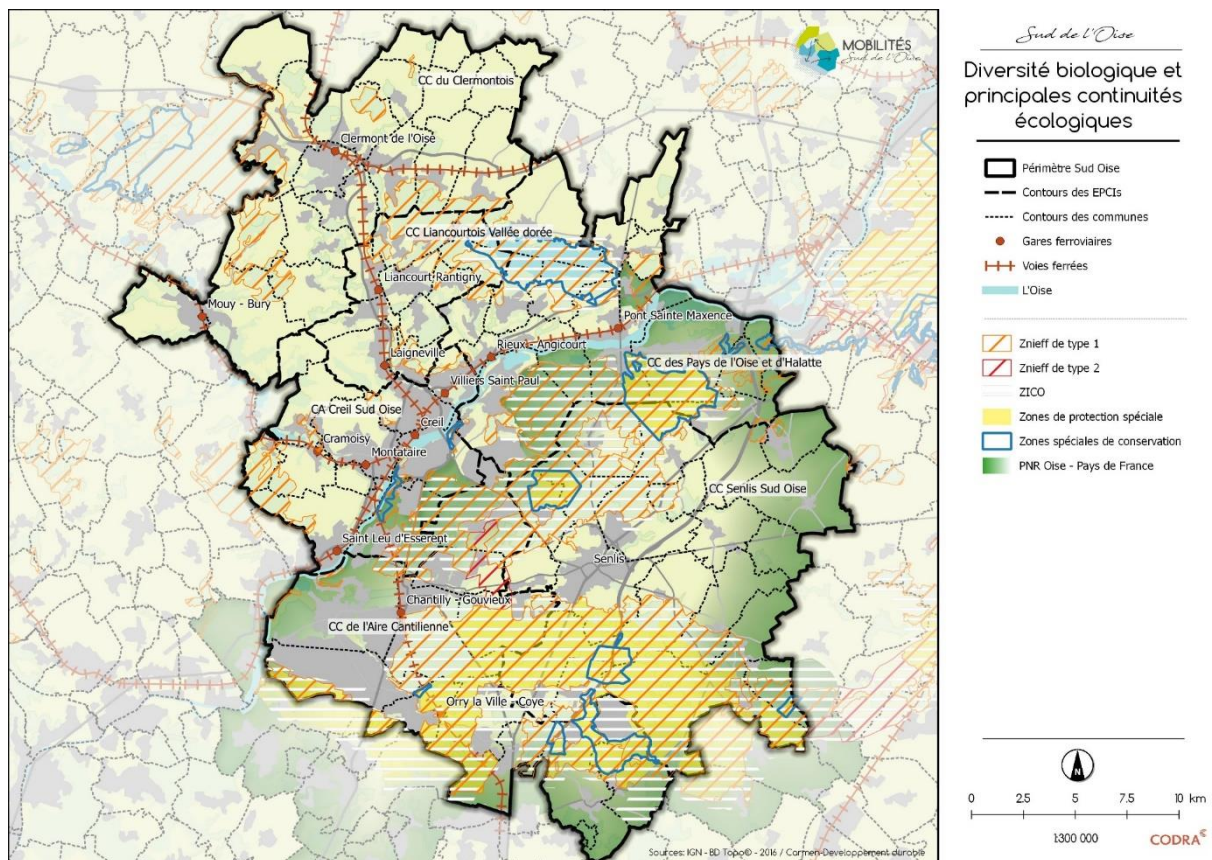 MOBILITÉS
Sud de l'Oise
CC du Clermontois
Clermont de l'Oise
CC Liancourtois Vallée dorée
Liancourt Rantigny
Mouy - Bury
Pont Sainte Maxence
Rieux - Angicourt
Laigneville
CC des Pays de l'Oise et d'Halatte
Villiers Saint Paul
CA Creil Sud Oise
Creil
Cramoisy
Montataire
CC Senlis Sud Oise
Saint Leu d'Esserent
Senlis
Chantilly - Gouvieux
CC de l'Aire Cantilienne
Orry la Ville - Coye
Sources: IGN - BD Topo© - 2016 / Carmen-Developpement durable
Sud de l'Oise
Diversité biologique et
principales continuités
écologiques
Périmètre Sud Oise
Contours des EPCIs
Contours des communes
Gares ferroviaires
Voies ferrées
L'Oise
Znieff de type 1
Znieff de type 2
ZICO
Zones de protection spéciale
Zones spéciales de conservation
PNR Oise - Pays de France
N
0 2.5 5 7.5 10 km
1:300 000
CODRA